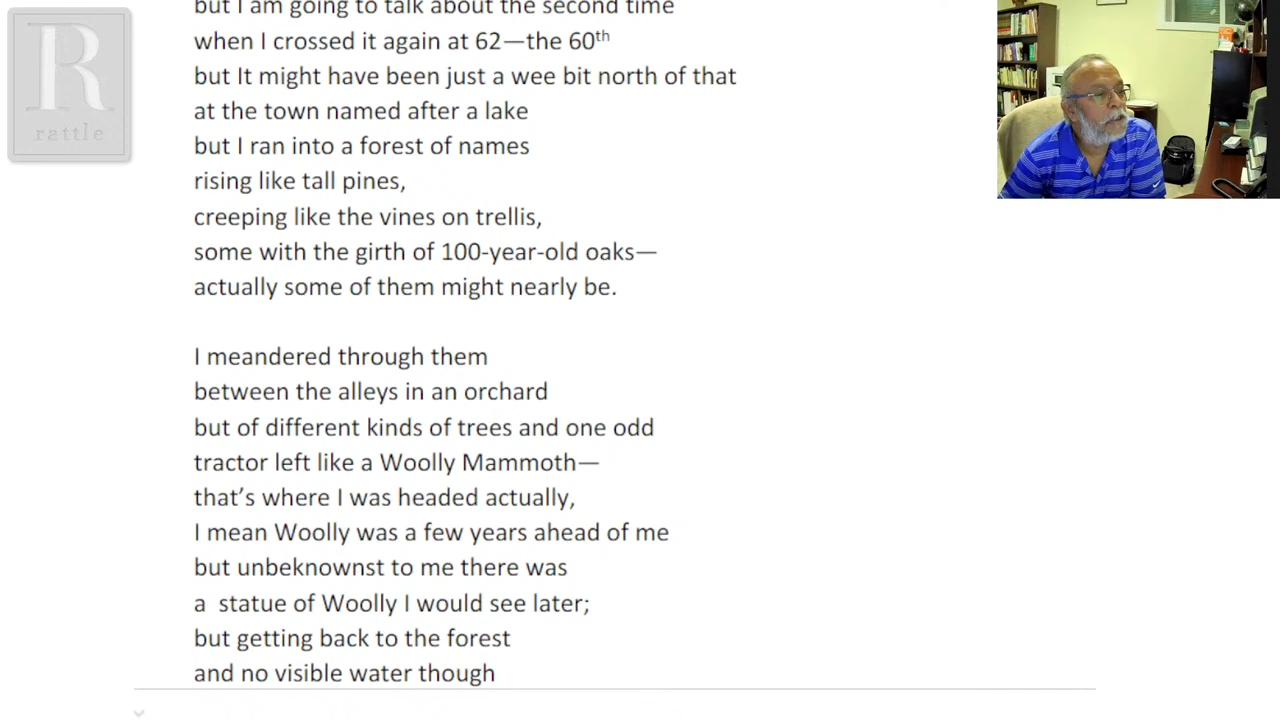 but I am going to talk about the second time
when I crossed it again at 62—the 60th
but It might have been just a wee bit north of that
at the town named after a lake
but I ran into a forest of names
rising like tall pines,
creeping like the vines on trellis,
some with the girth of 100-year-old oaks—
actually some of them might nearly be.
I meandered through them
between the alleys in an orchard
but of different kinds of trees and one odd
tractor left like a Woolly Mammoth—
that's where I was headed actually,
I mean Woolly was a few years ahead of me
but unbeknownst to me there was
a  statue of Woolly I would see later;
but getting back to the forest
and no visible water though
R
rattle